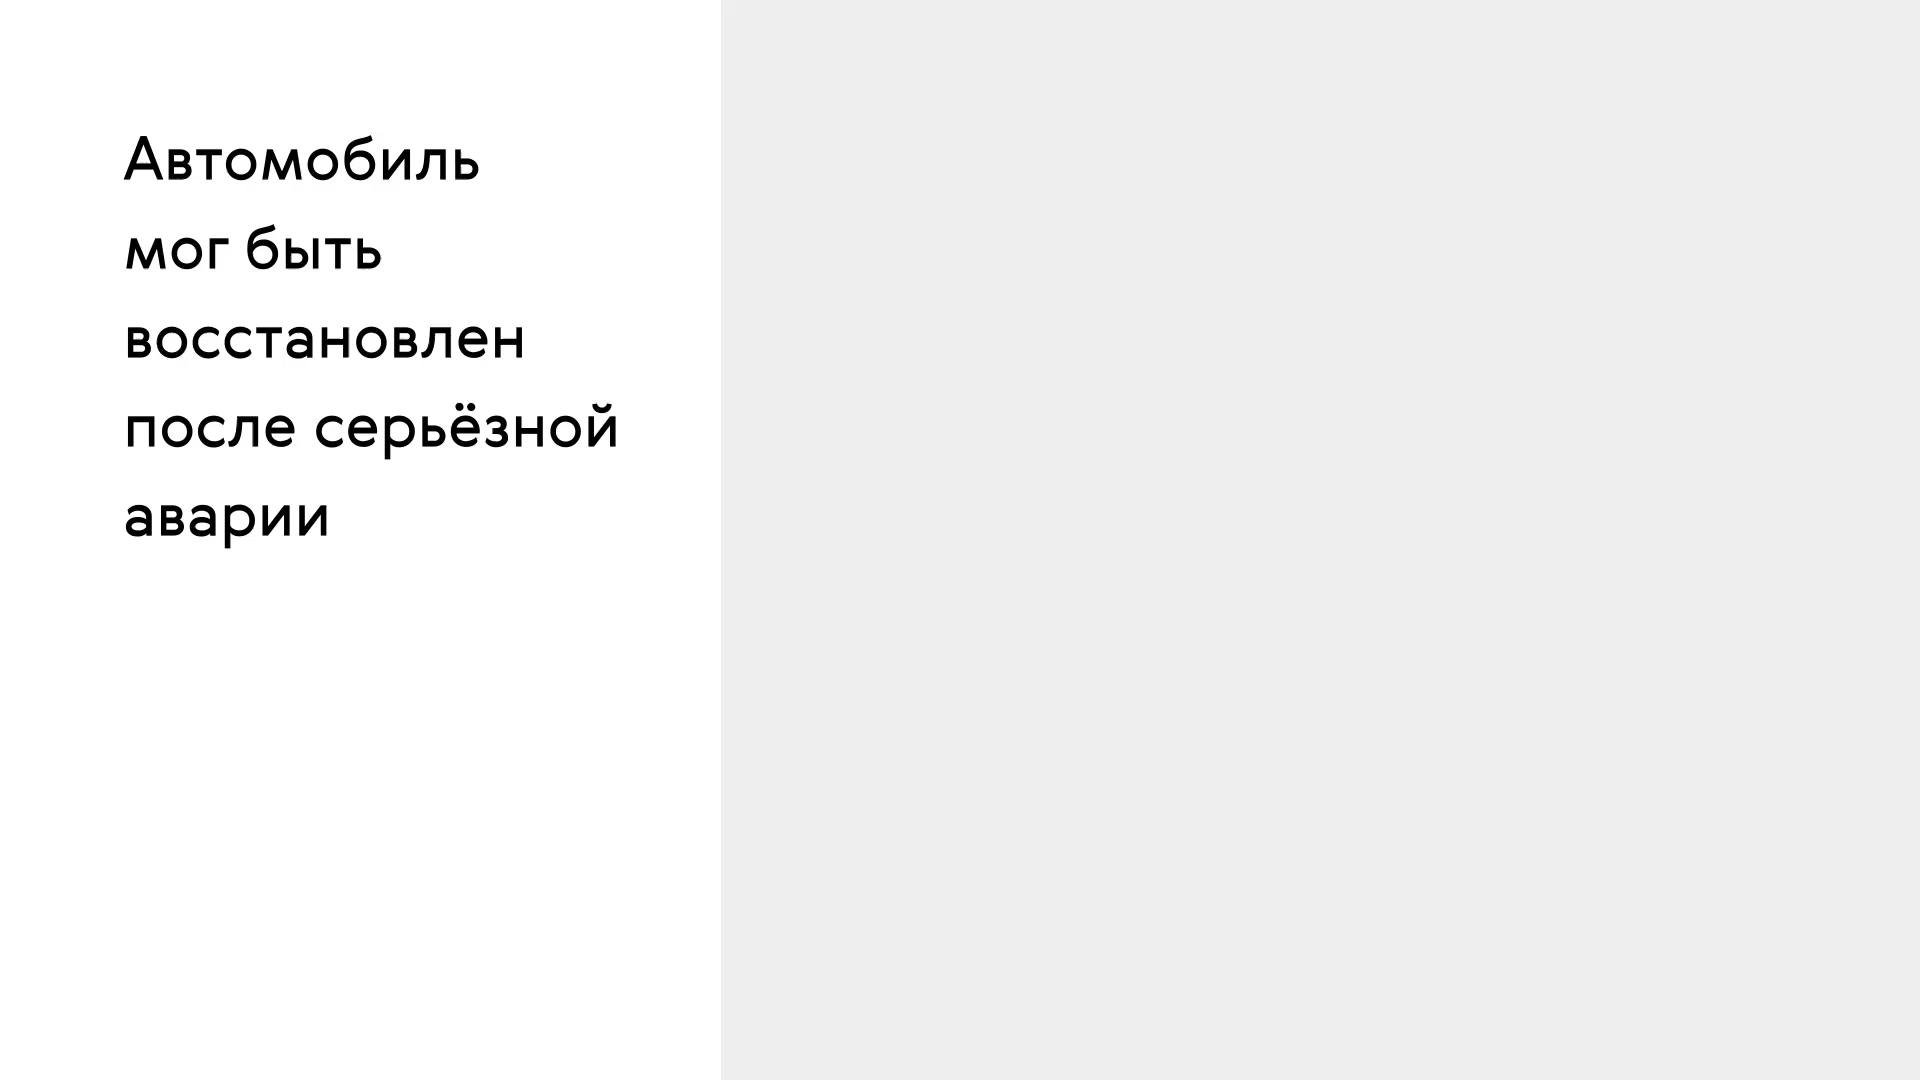 Автомобиль
мог быть
восстановлен
после серьёзной
аварии